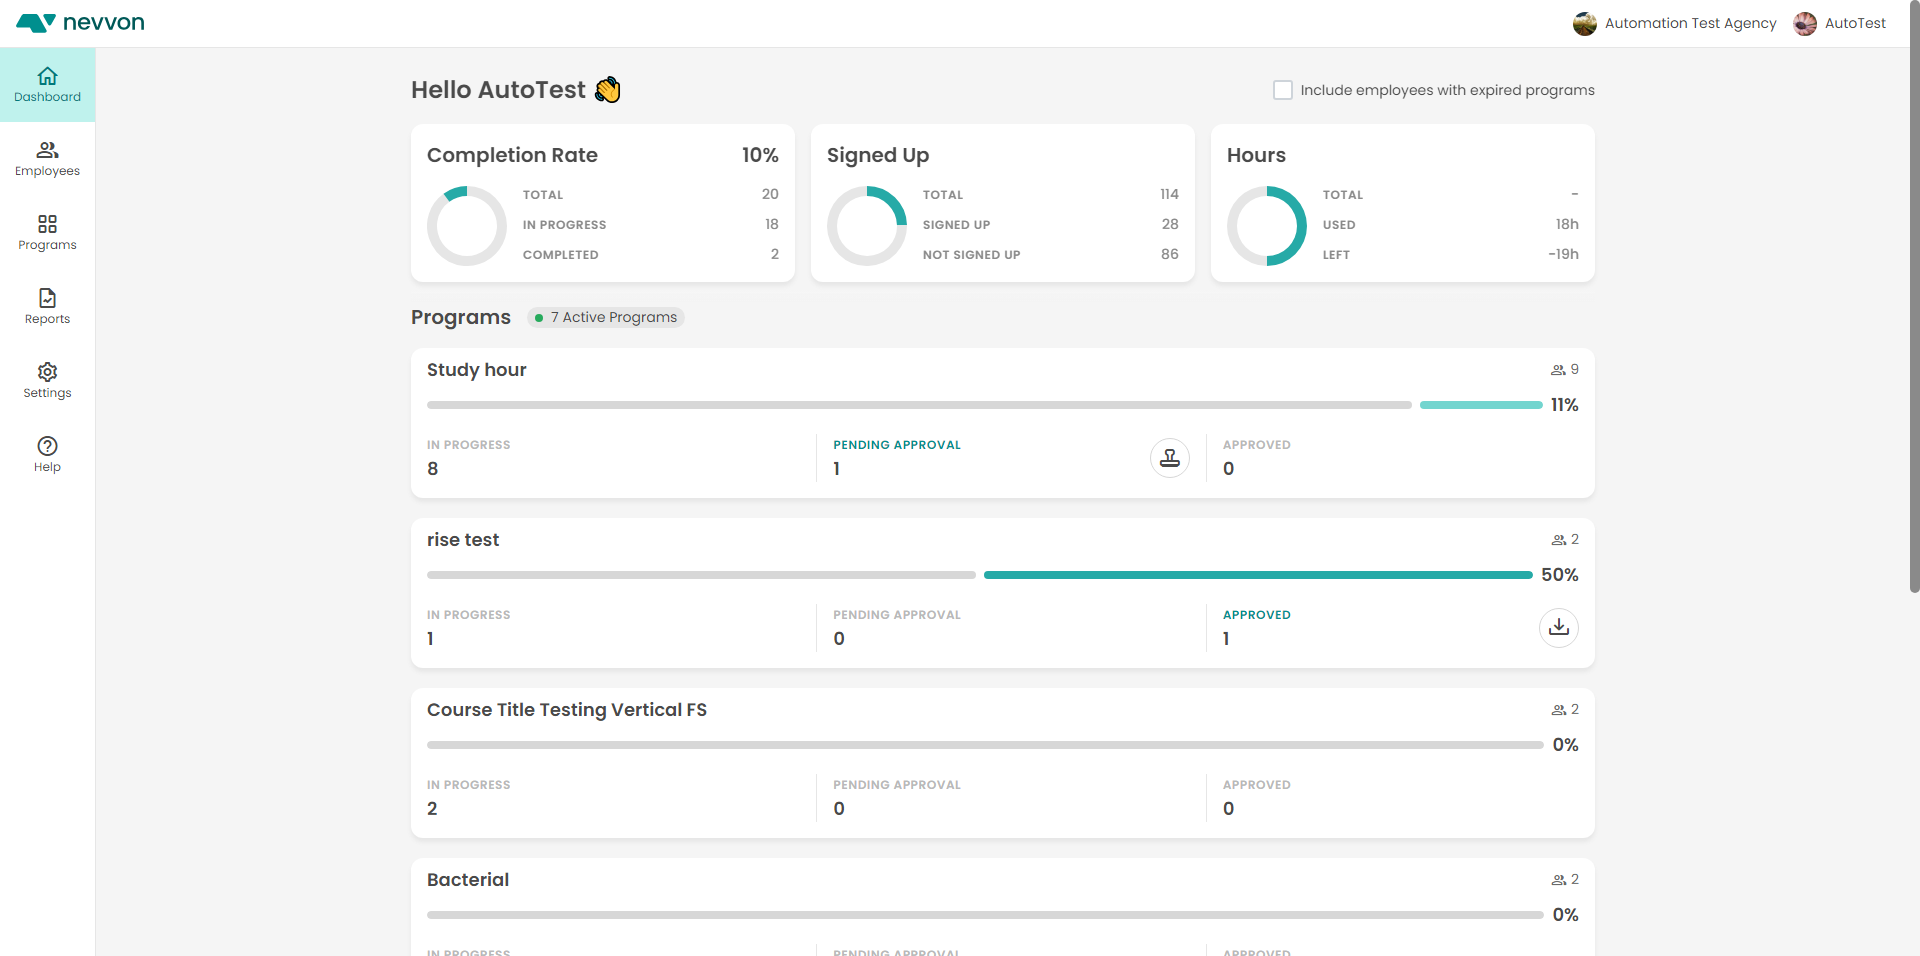 nevvon
Automation Test Agency
AutoTest
Dashboard
Employees
Programs
Reports
Settings
Help
Hello AutoTest 👋
Include employees with expired programs
Completion Rate 10%
TOTAL 20
IN PROGRESS 18
COMPLETED 2
Signed Up
TOTAL 114
SIGNED UP 28
NOT SIGNED UP 86
Hours
TOTAL -
USED 18h
LEFT -19h
Programs
7 Active Programs
Study hour 9
11%
IN PROGRESS PENDING APPROVAL APPROVED
8 1 0
rise test 2
50%
IN PROGRESS PENDING APPROVAL APPROVED
1 0 1
Course Title Testing Vertical FS 2
0%
IN PROGRESS PENDING APPROVAL APPROVED
2 0 0
Bacterial 2
0%
IN PROGRESS PENDING APPROVAL APPROVED